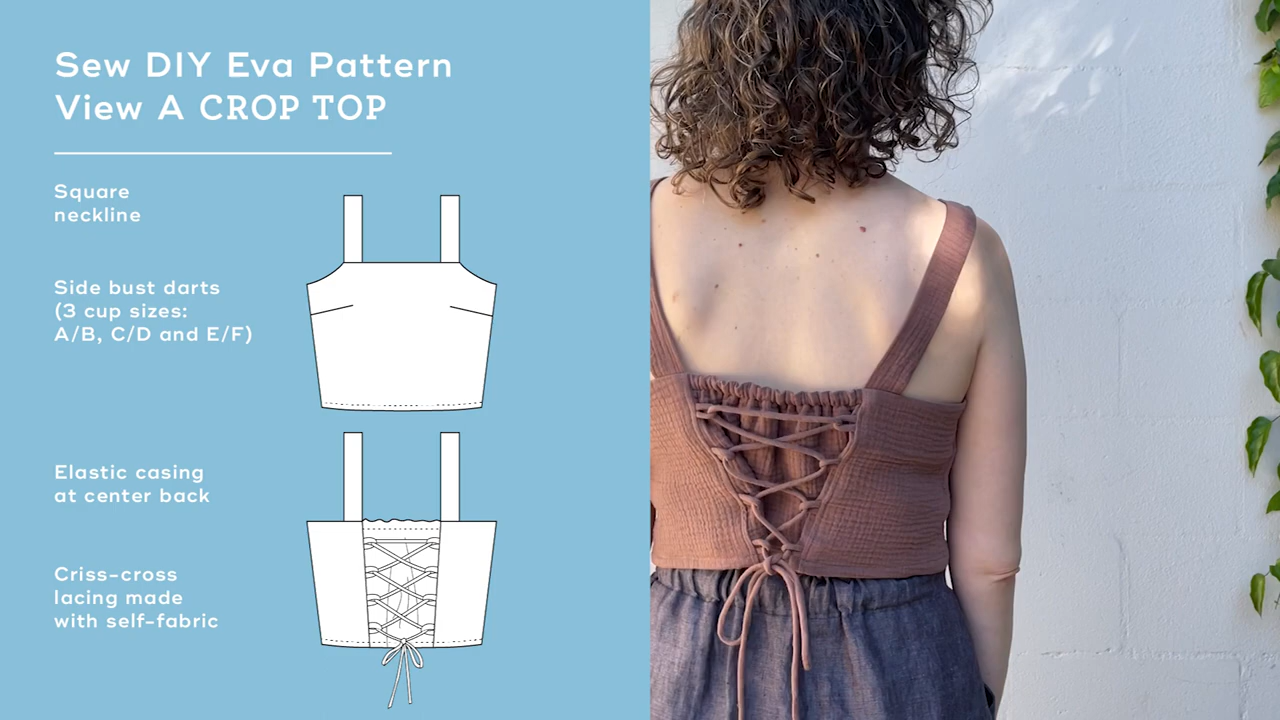 Sew DIY Eva Pattern
View A CROP TOP
Square
neckline
Side bust darts
(3 cup sizes:
A/B, C/D and E/F)
Elastic casing
at center back
Criss-cross
lacing made
with self-fabric